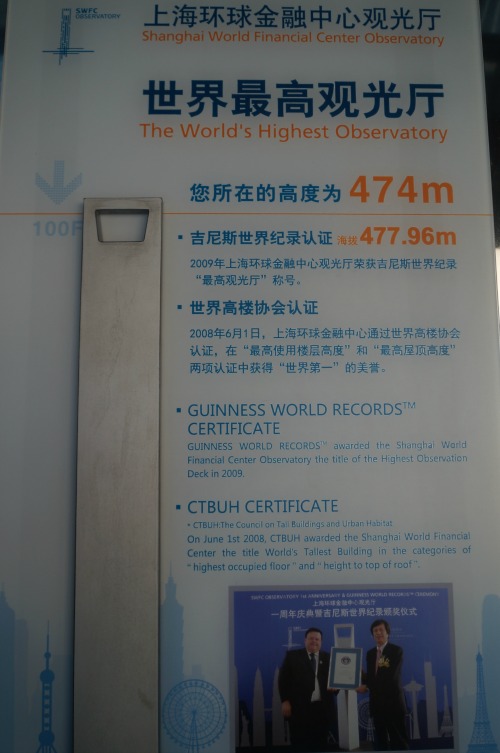 SWFC
OBSERVATORY
上海环球金融中心观光厅
Shanghai World Financial Center Observatory
世界最高观光厅
The World's Highest Observatory
您所在的高度为 474m
100F
▪ 吉尼斯世界纪录认证 海拔477.96m
2009年上海环球金融中心观光厅荣获吉尼斯世界纪录
“最高观光厅”称号。
▪ 世界高楼协会认证
2008年6月1日，上海环球金融中心通过世界高楼协会
认证，在“最高使用楼层高度”和“最高屋顶高度”
两项认证中获得“世界第一”的美誉。
▪ GUINNESS WORLD RECORDS™
CERTIFICATE
GUINNESS WORLD RECORDS™ awarded the Shanghai World
Financial Center Observatory the title of the Highest Observation
Deck in 2009.
▪ CTBUH CERTIFICATE
• CTBUH:The Council on Tall Buildings and Urban Habitat
On June 1st 2008, CTBUH awarded the Shanghai World Financial
Center the title World's Tallest Building in the categories of
“highest occupied floor” and “height to top of roof”.
SWFC OBSERVATORY 1st ANNIVERSARY & GUINNESS WORLD RECORDS™ CEREMONY
上海环球金融中心观光厅
一周年庆典暨吉尼斯世界纪录颁奖仪式